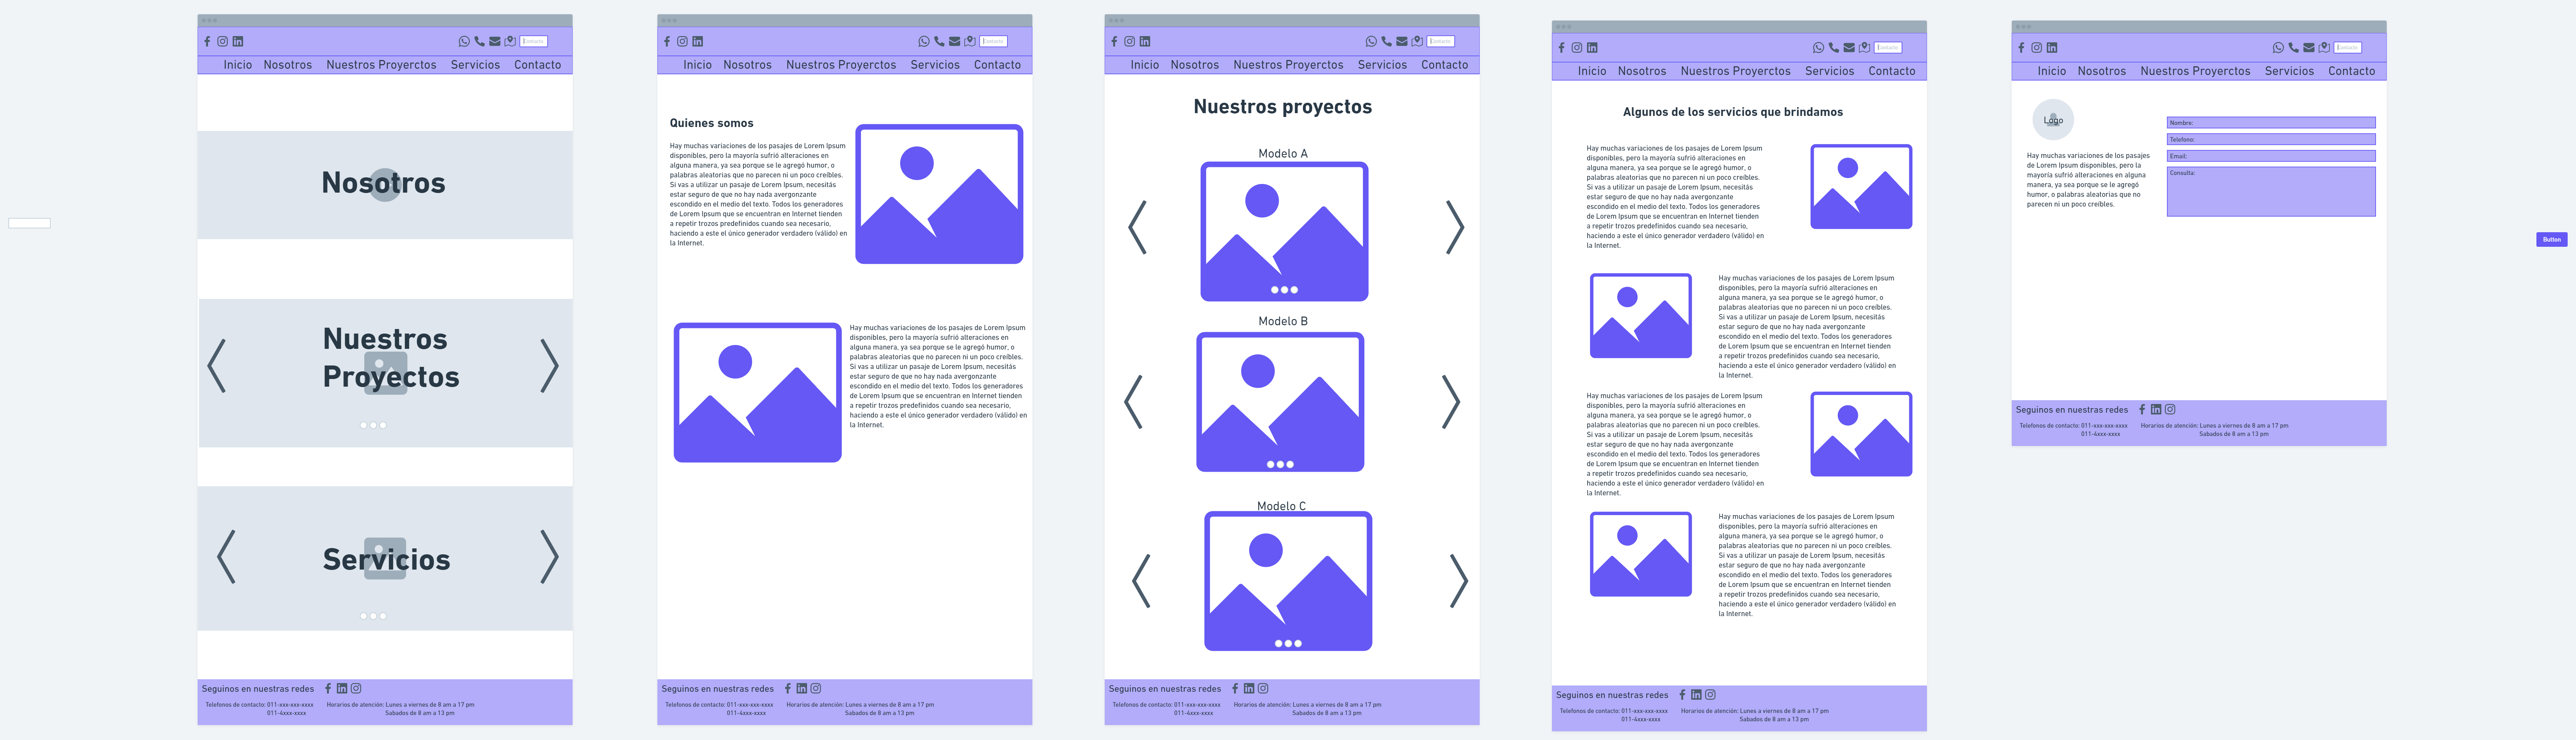 Contacto
Inicio Nosotros Nuestros Proyerctos Servicios Contacto
Nosotros
Nuestros
Proyectos
Servicios
Seguinos en nuestras redes
Telefonos de contacto: 011-xxx-xxx-xxxx Horarios de atención: Lunes a viernes de 8 am a 17 pm
011-4xxx-xxxx Sabados de 8 am a 13 pm
Contacto
Inicio Nosotros Nuestros Proyerctos Servicios Contacto
Quienes somos
Hay muchas variaciones de los pasajes de Lorem Ipsum
disponibles, pero la mayoría sufrió alteraciones en
alguna manera, ya sea porque se le agregó humor, o
palabras aleatorias que no parecen ni un poco creíbles.
Si vas a utilizar un pasaje de Lorem Ipsum, necesitás
estar seguro de que no hay nada avergonzante
escondido en el medio del texto. Todos los generadores
de Lorem Ipsum que se encuentran en Internet tienden
a repetir trozos predefinidos cuando sea necesario,
haciendo a este el único generador verdadero (válido) en
la Internet.
Hay muchas variaciones de los pasajes de Lorem Ipsum
disponibles, pero la mayoría sufrió alteraciones en
alguna manera, ya sea porque se le agregó humor, o
palabras aleatorias que no parecen ni un poco creíbles.
Si vas a utilizar un pasaje de Lorem Ipsum, necesitás
estar seguro de que no hay nada avergonzante
escondido en el medio del texto. Todos los generadores
de Lorem Ipsum que se encuentran en Internet tienden
a repetir trozos predefinidos cuando sea necesario,
haciendo a este el único generador verdadero (válido) en
la Internet.
Seguinos en nuestras redes
Telefonos de contacto: 011-xxx-xxx-xxxx Horarios de atención: Lunes a viernes de 8 am a 17 pm
011-4xxx-xxxx Sabados de 8 am a 13 pm
Contacto
Inicio Nosotros Nuestros Proyerctos Servicios Contacto
Nuestros proyectos
Modelo A
Modelo B
Modelo C
Seguinos en nuestras redes
Telefonos de contacto: 011-xxx-xxx-xxxx Horarios de atención: Lunes a viernes de 8 am a 17 pm
011-4xxx-xxxx Sabados de 8 am a 13 pm
Contacto
Inicio Nosotros Nuestros Proyerctos Servicios Contacto
Algunos de los servicios que brindamos
Hay muchas variaciones de los pasajes de Lorem Ipsum
disponibles, pero la mayoría sufrió alteraciones en
alguna manera, ya sea porque se le agregó humor, o
palabras aleatorias que no parecen ni un poco creíbles.
Si vas a utilizar un pasaje de Lorem Ipsum, necesitás
estar seguro de que no hay nada avergonzante
escondido en el medio del texto. Todos los generadores
de Lorem Ipsum que se encuentran en Internet tienden
a repetir trozos predefinidos cuando sea necesario,
haciendo a este el único generador verdadero (válido) en
la Internet.
Hay muchas variaciones de los pasajes de Lorem Ipsum
disponibles, pero la mayoría sufrió alteraciones en
alguna manera, ya sea porque se le agregó humor, o
palabras aleatorias que no parecen ni un poco creíbles.
Si vas a utilizar un pasaje de Lorem Ipsum, necesitás
estar seguro de que no hay nada avergonzante
escondido en el medio del texto. Todos los generadores
de Lorem Ipsum que se encuentran en Internet tienden
a repetir trozos predefinidos cuando sea necesario,
haciendo a este el único generador verdadero (válido) en
la Internet.
Hay muchas variaciones de los pasajes de Lorem Ipsum
disponibles, pero la mayoría sufrió alteraciones en
alguna manera, ya sea porque se le agregó humor, o
palabras aleatorias que no parecen ni un poco creíbles.
Si vas a utilizar un pasaje de Lorem Ipsum, necesitás
estar seguro de que no hay nada avergonzante
escondido en el medio del texto. Todos los generadores
de Lorem Ipsum que se encuentran en Internet tienden
a repetir trozos predefinidos cuando sea necesario,
haciendo a este el único generador verdadero (válido) en
la Internet.
Hay muchas variaciones de los pasajes de Lorem Ipsum
disponibles, pero la mayoría sufrió alteraciones en
alguna manera, ya sea porque se le agregó humor, o
palabras aleatorias que no parecen ni un poco creíbles.
Si vas a utilizar un pasaje de Lorem Ipsum, necesitás
estar seguro de que no hay nada avergonzante
escondido en el medio del texto. Todos los generadores
de Lorem Ipsum que se encuentran en Internet tienden
a repetir trozos predefinidos cuando sea necesario,
haciendo a este el único generador verdadero (válido) en
la Internet.
Seguinos en nuestras redes
Telefonos de contacto: 011-xxx-xxx-xxxx Horarios de atención: Lunes a viernes de 8 am a 17 pm
011-4xxx-xxxx Sabados de 8 am a 13 pm
Contacto
Inicio Nosotros Nuestros Proyerctos Servicios Contacto
Logo
Hay muchas variaciones de los pasajes
de Lorem Ipsum disponibles, pero la
mayoría sufrió alteraciones en alguna
manera, ya sea porque se le agregó
humor, o palabras aleatorias que no
parecen ni un poco creíbles.
Nombre:
Telefono:
Email:
Consulta:
Seguinos en nuestras redes
Telefonos de contacto: 011-xxx-xxx-xxxx Horarios de atención: Lunes a viernes de 8 am a 17 pm
011-4xxx-xxxx Sabados de 8 am a 13 pm
Button